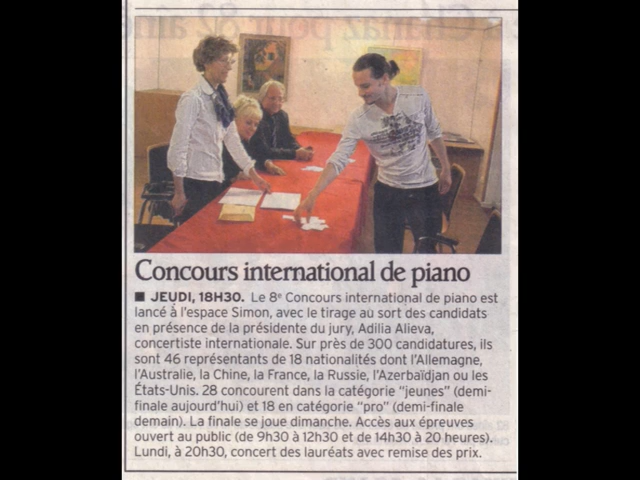 Concours international de piano
■ JEUDI, 18H30. Le 8e Concours international de piano est
lancé à l'espace Simon, avec le tirage au sort des candidats
en présence de la présidente du jury, Adilia Alieva,
concertiste internationale. Sur près de 300 candidatures, ils
sont 46 représentants de 18 nationalités dont l'Allemagne,
l'Australie, la Chine, la France, la Russie, l'Azerbaïdjan ou les
États-Unis. 28 concourent dans la catégorie "jeunes" (demi-
finale aujourd'hui) et 18 en catégorie "pro" (demi-finale
demain). La finale se joue dimanche. Accès aux épreuves
ouvert au public (de 9h30 à 12h30 et de 14h30 à 20 heures).
Lundi, à 20h30, concert des lauréats avec remise des prix.